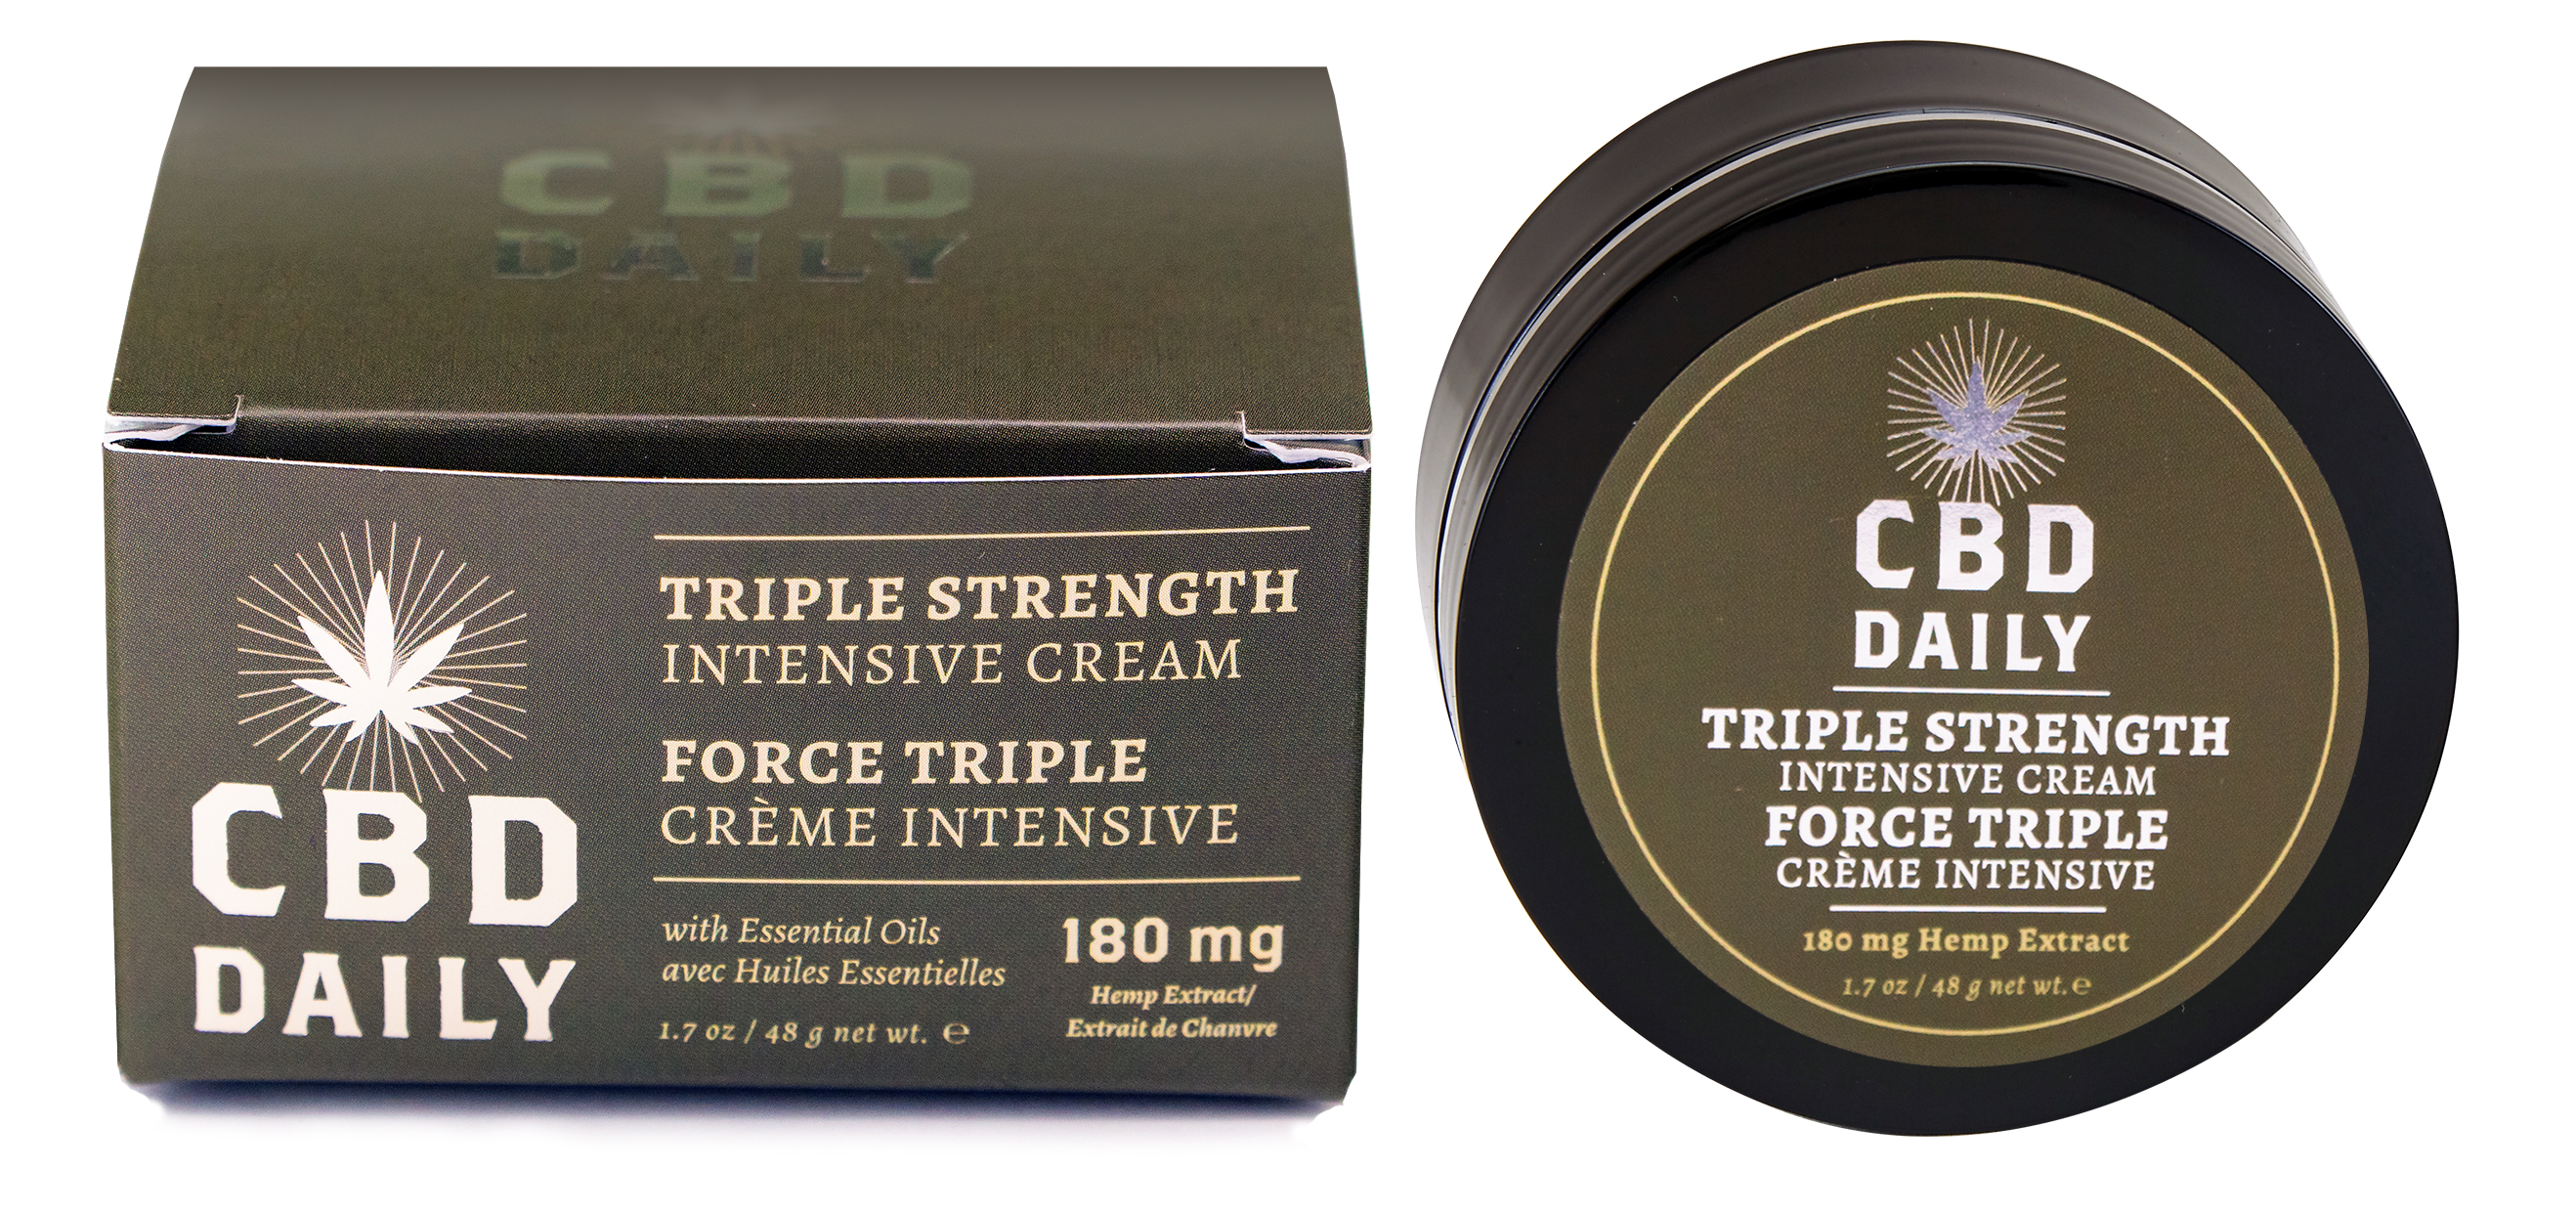 CBD
DAILY
CBD
DAILY
TRIPLE STRENGTH
INTENSIVE CREAM
FORCE TRIPLE
CRÈME INTENSIVE
with Essential Oils
avec Huiles Essentielles
1.7 oz / 48 g net wt. ℮
180 mg
Hemp Extract/
Extrait de Chanvre
CBD
DAILY
TRIPLE STRENGTH
INTENSIVE CREAM
FORCE TRIPLE
CRÈME INTENSIVE
180 mg Hemp Extract
1.7 oz / 48 g net wt. ℮